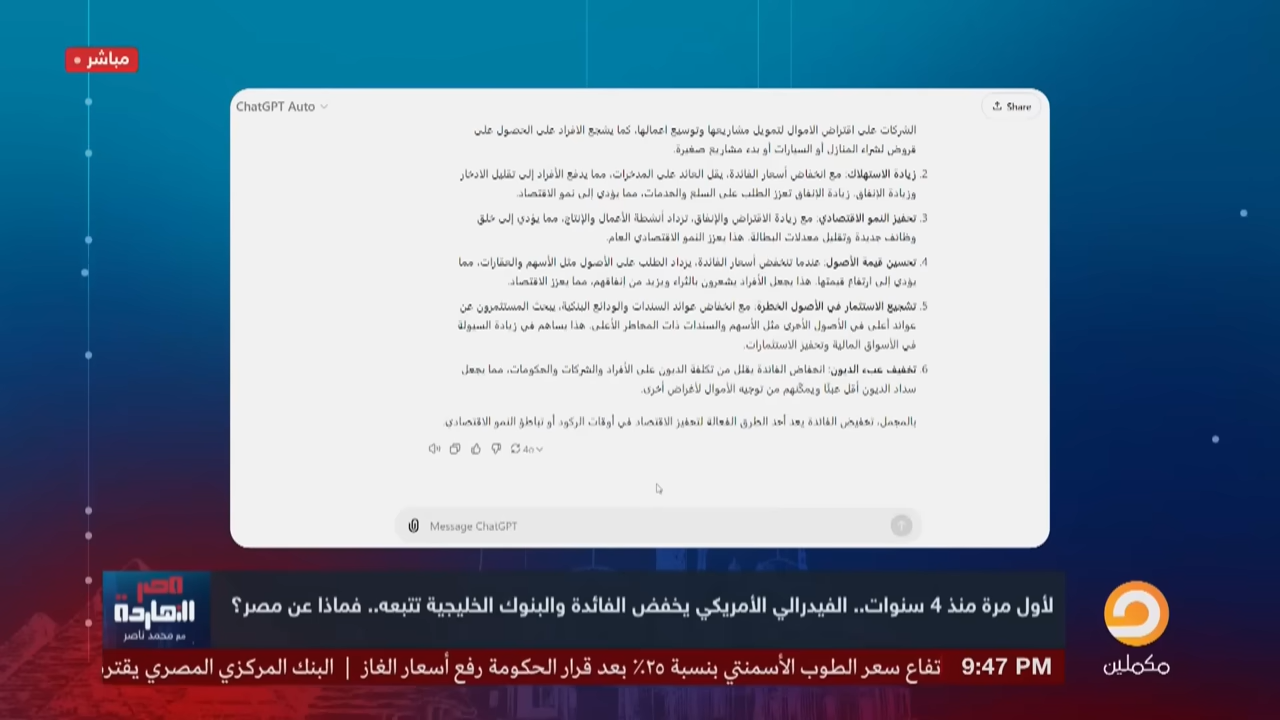 مباشر
ChatGPT Auto
Share
الشركات على اقتراض الأموال لتمويل مشاريعها وتوسيع أعمالها، كما يشجع الأفراد على الحصول على
قروض لشراء المنازل أو السيارات أو بدء مشاريع صغيرة.
2. زيادة الاستهلاك: مع انخفاض أسعار الفائدة، يقل العائد على المدخرات، مما يدفع الأفراد إلى تقليل الادخار
وزيادة الإنفاق. زيادة الإنفاق تعزز الطلب على السلع والخدمات، مما يؤدي إلى نمو الاقتصاد.
3. تحفيز النمو الاقتصادي: مع زيادة الاقتراض والإنفاق، تزداد أنشطة الأعمال والإنتاج، مما يؤدي إلى خلق
وظائف جديدة وتقليل معدلات البطالة. هذا يعزز النمو الاقتصادي العام.
4. تحسين قيمة الأصول: عندما تنخفض أسعار الفائدة، يزداد الطلب على الأصول مثل الأسهم والعقارات، مما
يؤدي إلى ارتفاع قيمتها. هذا يجعل الأفراد يشعرون بالثراء ويزيد من إنفاقهم، مما يعزز الاقتصاد.
5. تشجيع الاستثمار في الأصول الخطرة: مع انخفاض عوائد السندات والودائع البنكية، يبحث المستثمرون عن
عوائد أعلى في الأصول الأخرى مثل الأسهم والسندات ذات المخاطر الأعلى. هذا يساهم في زيادة السيولة
في الأسواق المالية وتحفيز الاستثمارات.
6. تخفيف عبء الديون: انخفاض الفائدة يقلل من تكلفة الديون على الأفراد والشركات والحكومات، مما يجعل
سداد الديون أقل عبئًا ويمكّنهم من توجيه الأموال لأغراض أخرى.
بالمجمل، تخفيض الفائدة يعد أحد الطرق الفعالة لتحفيز الاقتصاد في أوقات الركود أو تباطؤ النمو الاقتصادي.
4o
Message ChatGPT
مصر
النهاردة
مع محمد ناصر
لأول مرة منذ 4 سنوات.. الفيدرالي الأمريكي يخفض الفائدة والبنوك الخليجية تتبعه.. فماذا عن مصر؟
9:47 PM
تفاع سعر الطوب الأسمنتي بنسبة ٢٥٪ بعد قرار الحكومة رفع أسعار الغاز | البنك المركزي المصري يقتر
مكملين